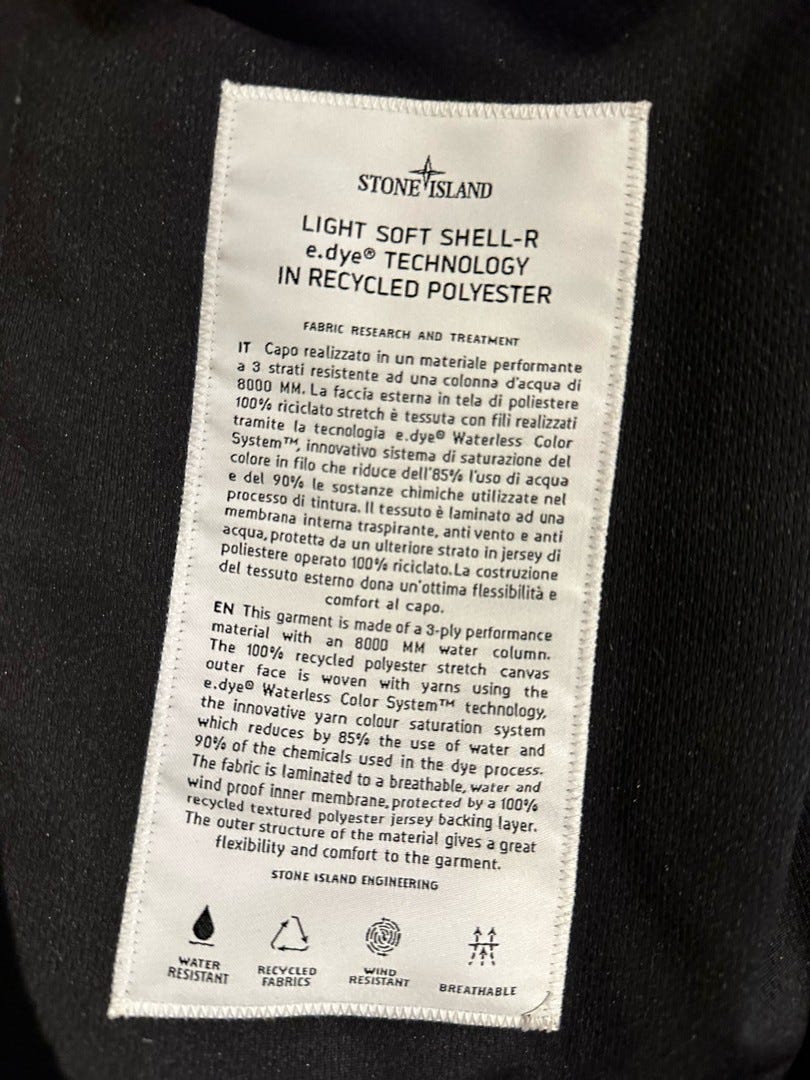 STONE ISLAND
LIGHT SOFT SHELL-R
e.dye® TECHNOLOGY
IN RECYCLED POLYESTER
FABRIC RESEARCH AND TREATMENT
IT Capo realizzato in un materiale performante
a 3 strati resistente ad una colonna d'acqua di
8000 MM. La faccia esterna in tela di poliestere
100% riciclato stretch è tessuta con fili realizzati
tramite la tecnologia e.dye® Waterless Color
System™, innovativo sistema di saturazione del
colore in filo che riduce dell'85% l'uso di acqua
e del 90% le sostanze chimiche utilizzate nel
processo di tintura. Il tessuto è laminato ad una
membrana interna traspirante, anti vento e anti
acqua, protetta da un ulteriore strato in jersey di
poliestere operato 100% riciclato. La costruzione
del tessuto esterno dona un'ottima flessibilità e
comfort al capo.
EN This garment is made of a 3-ply performance
material with an 8000 MM water column.
The 100% recycled polyester stretch canvas
outer face is woven with yarns using the
e.dye® Waterless Color System™ technology,
the innovative yarn colour saturation system
which reduces by 85% the use of water and
90% of the chemicals used in the dye process.
The fabric is laminated to a breathable, water and
wind proof inner membrane, protected by a 100%
recycled textured polyester jersey backing layer.
The outer structure of the material gives a great
flexibility and comfort to the garment.
STONE ISLAND ENGINEERING
WATER
RESISTANT
RECYCLED
FABRICS
WIND
RESISTANT
BREATHABLE